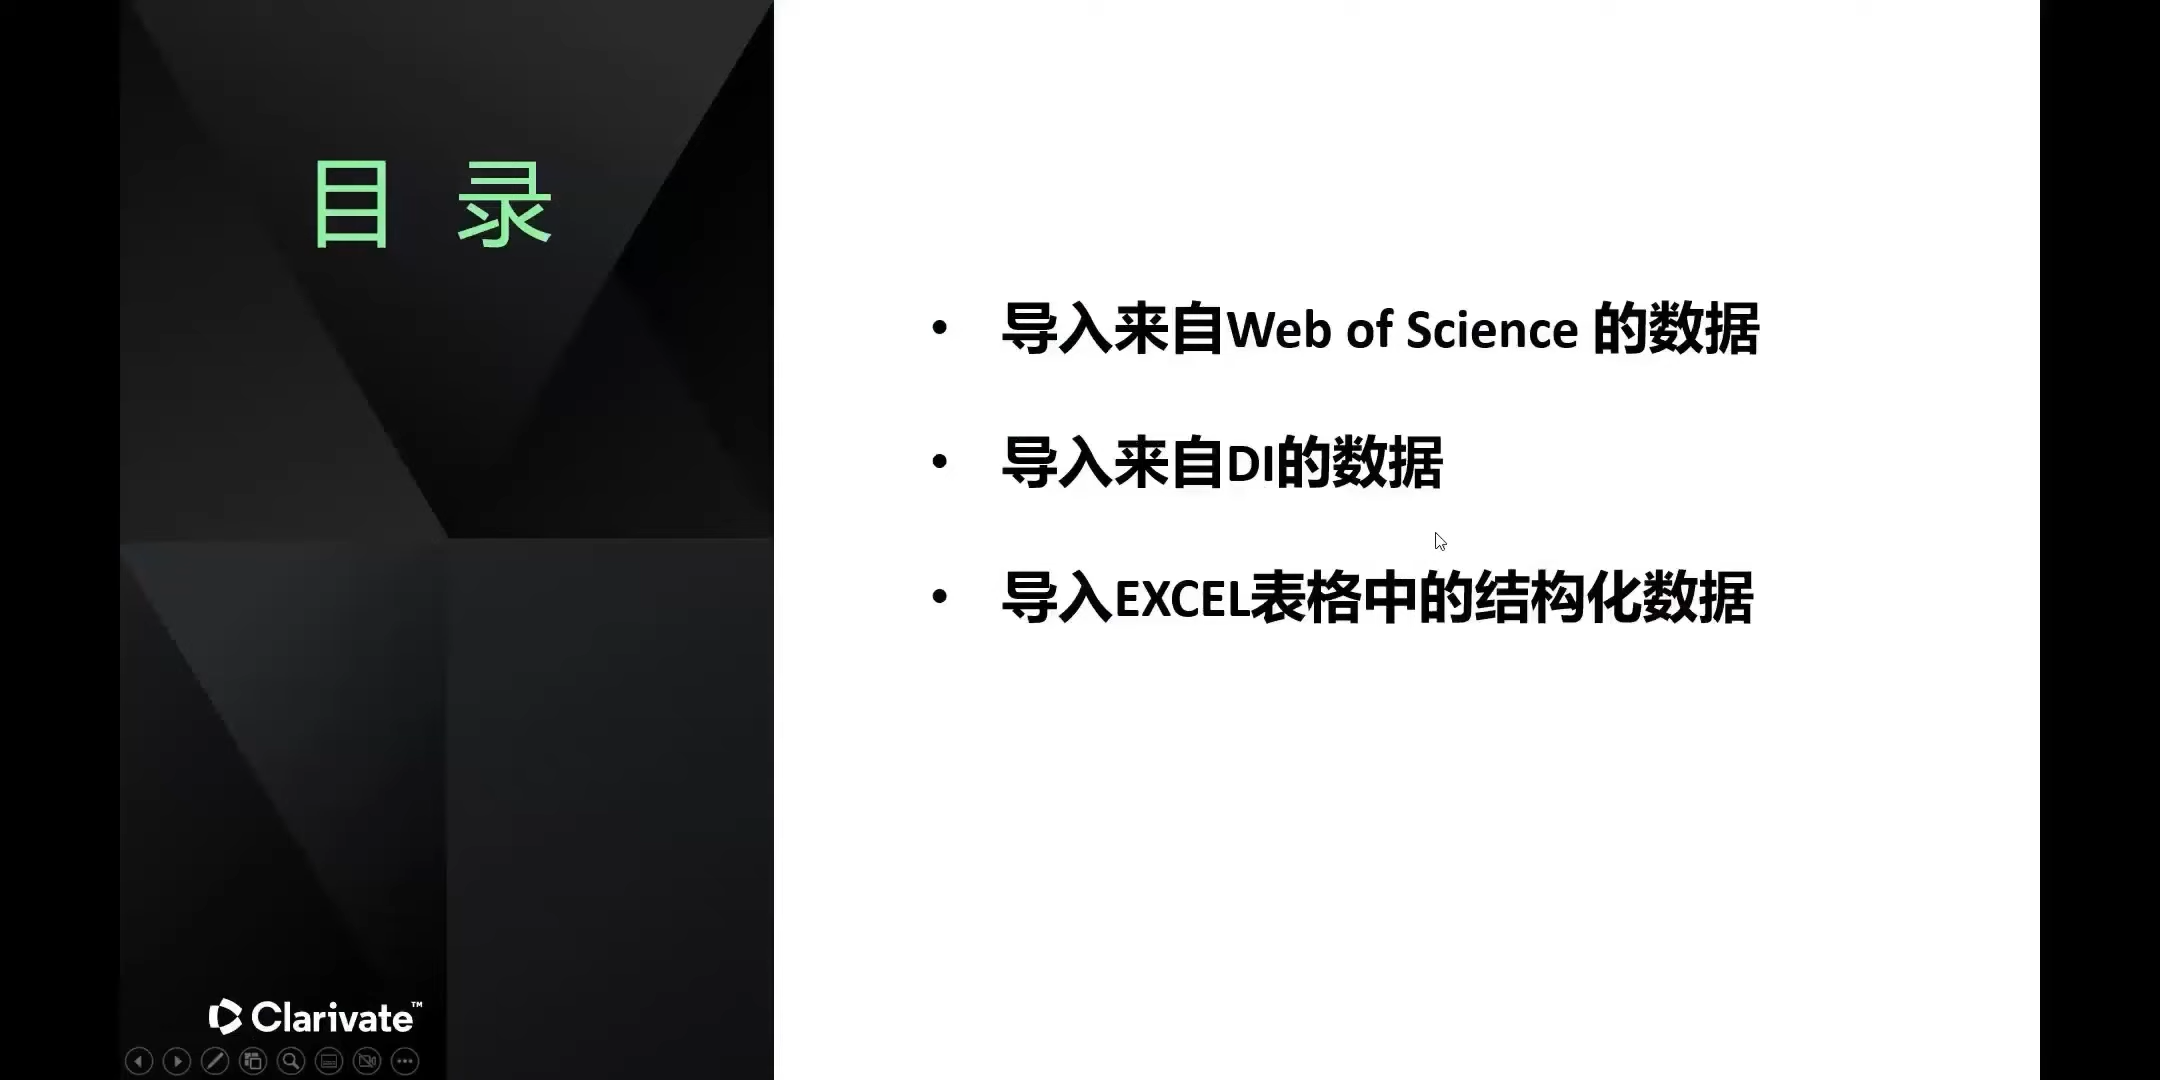 目 录
• 导入来自Web of Science 的数据
• 导入来自DI的数据
• 导入EXCEL表格中的结构化数据
Clarivate™